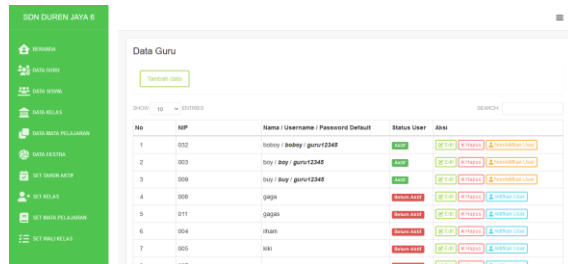 SDN DUREN JAYA 6
BERANDA
DATA GURU
DATA SISWA
DATA KELAS
DATA MATA PELAJARAN
DATA EKSTRA
SET TAHUN AKTIF
SET KELAS
SET MATA PELAJARAN
SET WALI KELAS
Data Guru
Tambah data
SHOW 10 ENTRIES
SEARCH:
No NIP Nama / Username / Password Default Status User Aksi
1 032 boboy / boboy / guru12345 Aktif Edit Hapus NonAktifkan User
2 003 boy / boy / guru12345 Aktif Edit Hapus NonAktifkan User
3 009 buy / buy / guru12345 Aktif Edit Hapus NonAktifkan User
4 008 gaga Belum Aktif Edit Hapus Aktifkan User
5 011 gagas Belum Aktif Edit Hapus Aktifkan User
6 004 ilham Belum Aktif Edit Hapus Aktifkan User
7 005 kiki Belum Aktif Edit Hapus Aktifkan User